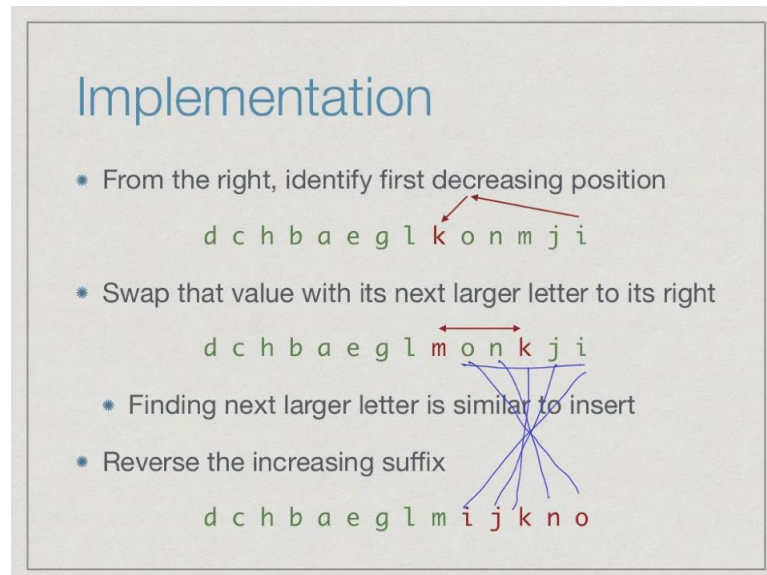 Implementation
From the right, identify first decreasing position
d c h b a e g l k o n m j i
Swap that value with its next larger letter to its right
d c h b a e g l m o n k j i
Finding next larger letter is similar to insert
Reverse the increasing suffix
d c h b a e g l m i j k n o